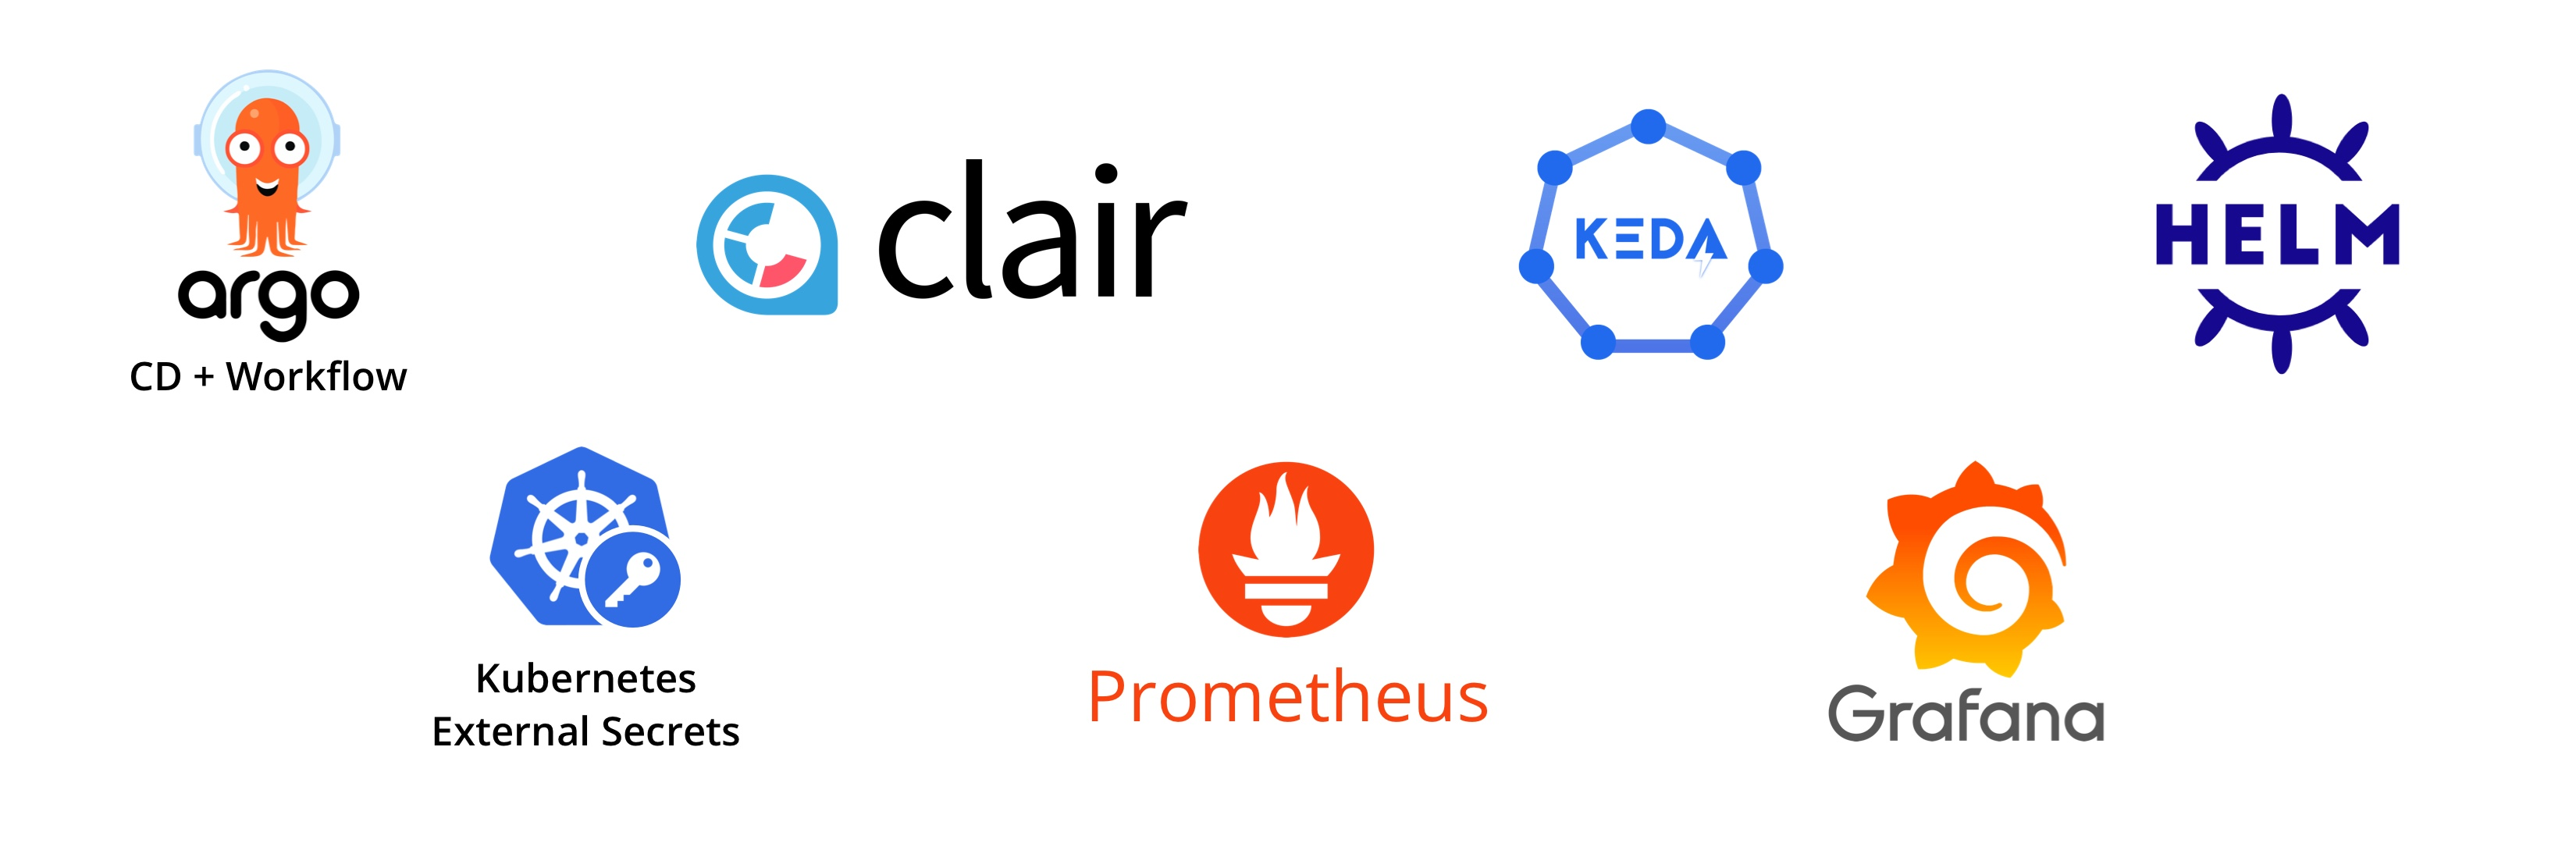 argo
CD + Workflow
clair
KEDA
HELM
Kubernetes
External Secrets
Prometheus
Grafana